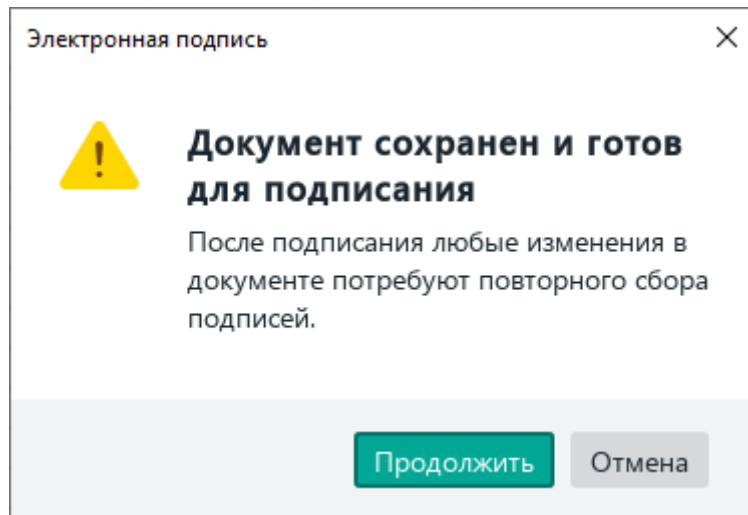 Электронная подпись
Документ сохранен и готов
для подписания
После подписания любые изменения в
документе потребуют повторного сбора
подписей.
Продолжить
Отмена